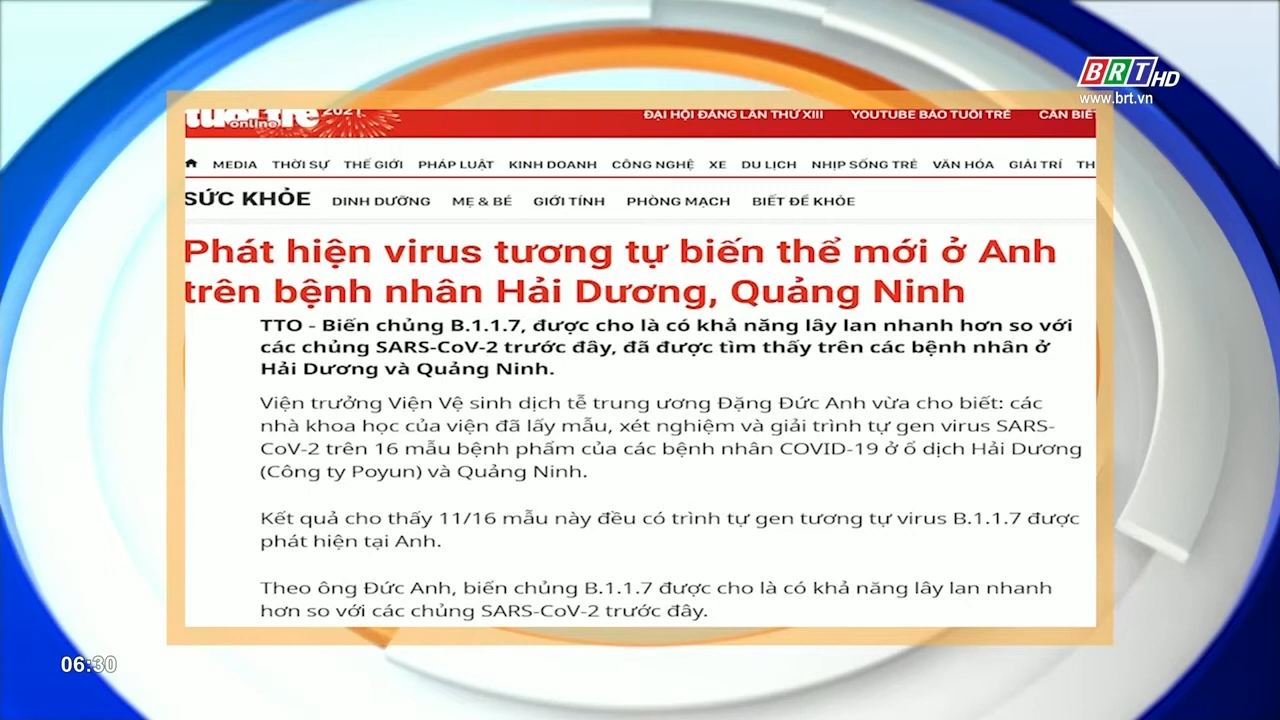 BRT HD
www.brt.vn
tuổi trẻ 2021
online
ĐẠI HỘI ĐẢNG LẦN THỨ XIII YOUTUBE BÁO TUỔI TRẺ CẦN BIẾT
MEDIA THỜI SỰ THẾ GIỚI PHÁP LUẬT KINH DOANH CÔNG NGHỆ XE DU LỊCH NHỊP SỐNG TRẺ VĂN HÓA GIẢI TRÍ TH
SỨC KHỎE DINH DƯỠNG MẸ & BÉ GIỚI TÍNH PHÒNG MẠCH BIẾT ĐỂ KHỎE
Phát hiện virus tương tự biến thể mới ở Anh
trên bệnh nhân Hải Dương, Quảng Ninh
TTO - Biến chủng B.1.1.7, được cho là có khả năng lây lan nhanh hơn so với
các chủng SARS-CoV-2 trước đây, đã được tìm thấy trên các bệnh nhân ở
Hải Dương và Quảng Ninh.
Viện trưởng Viện Vệ sinh dịch tễ trung ương Đặng Đức Anh vừa cho biết: các
nhà khoa học của viện đã lấy mẫu, xét nghiệm và giải trình tự gen virus SARS-
CoV-2 trên 16 mẫu bệnh phẩm của các bệnh nhân COVID-19 ở ổ dịch Hải Dương
(Công ty Poyun) và Quảng Ninh.
Kết quả cho thấy 11/16 mẫu này đều có trình tự gen tương tự virus B.1.1.7 được
phát hiện tại Anh.
Theo ông Đức Anh, biến chủng B.1.1.7 được cho là có khả năng lây lan nhanh
hơn so với các chủng SARS-CoV-2 trước đây.
06:30